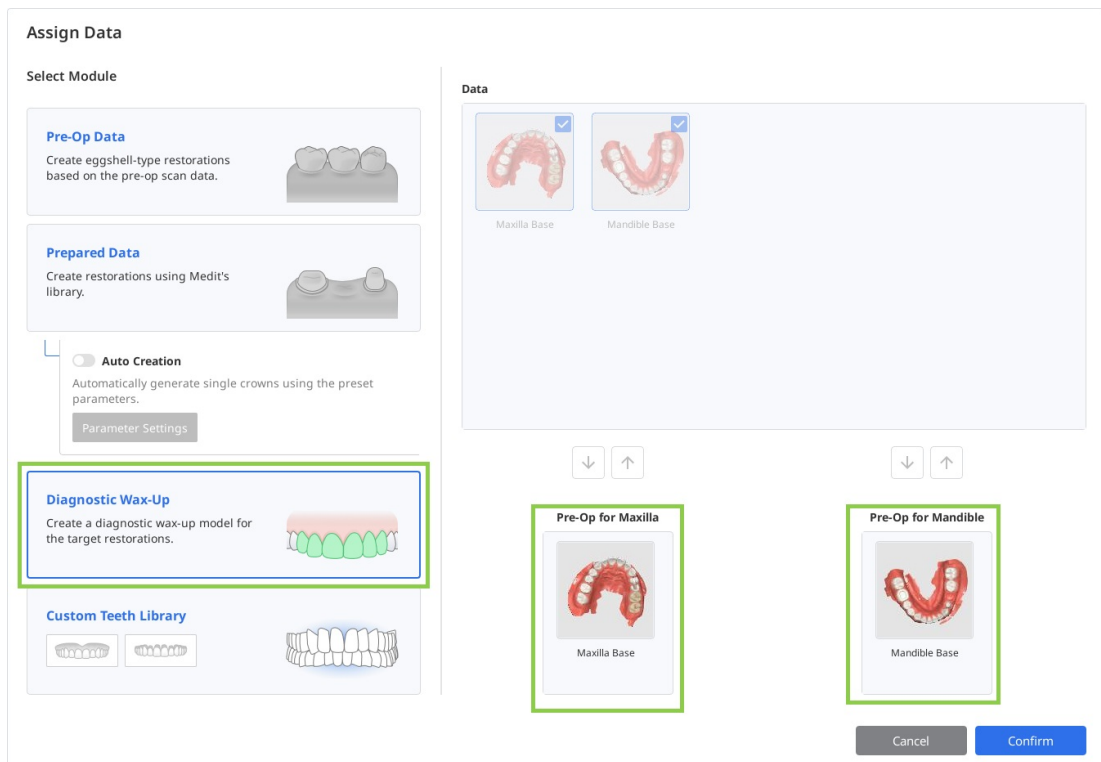 Assign Data
Select Module
Pre-Op Data
Create eggshell-type restorations
based on the pre-op scan data.
Prepared Data
Create restorations using Medit's
library.
Auto Creation
Automatically generate single crowns using the preset
parameters.
Parameter Settings
Diagnostic Wax-Up
Create a diagnostic wax-up model for
the target restorations.
Custom Teeth Library
Data
Maxilla Base
Mandible Base
Pre-Op for Maxilla
Maxilla Base
Pre-Op for Mandible
Mandible Base
Cancel
Confirm